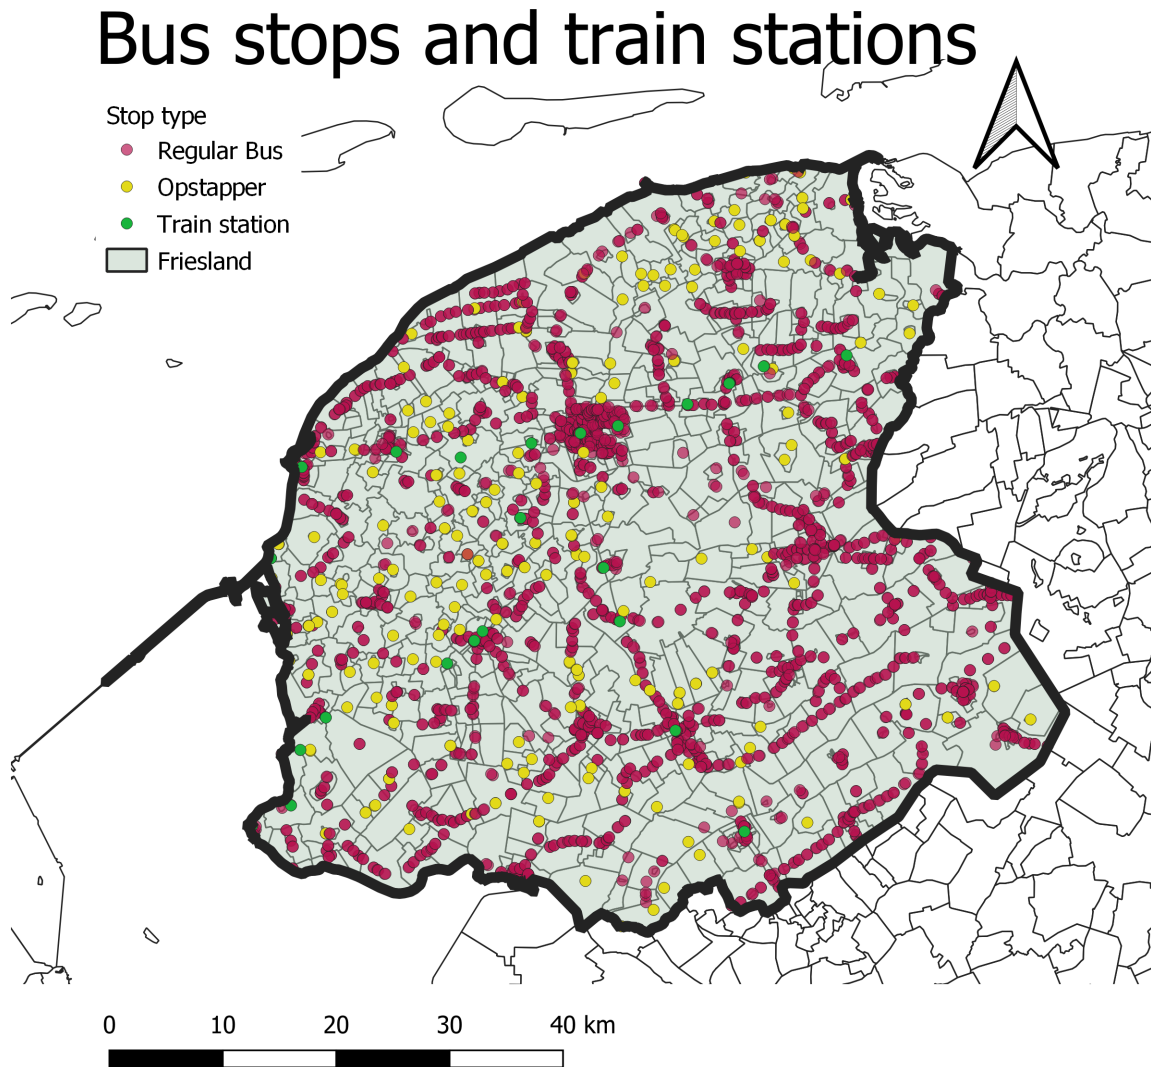 Bus stops and train stations
Stop type
Regular Bus
Opstapper
Train station
Friesland
0 10 20 30 40 km